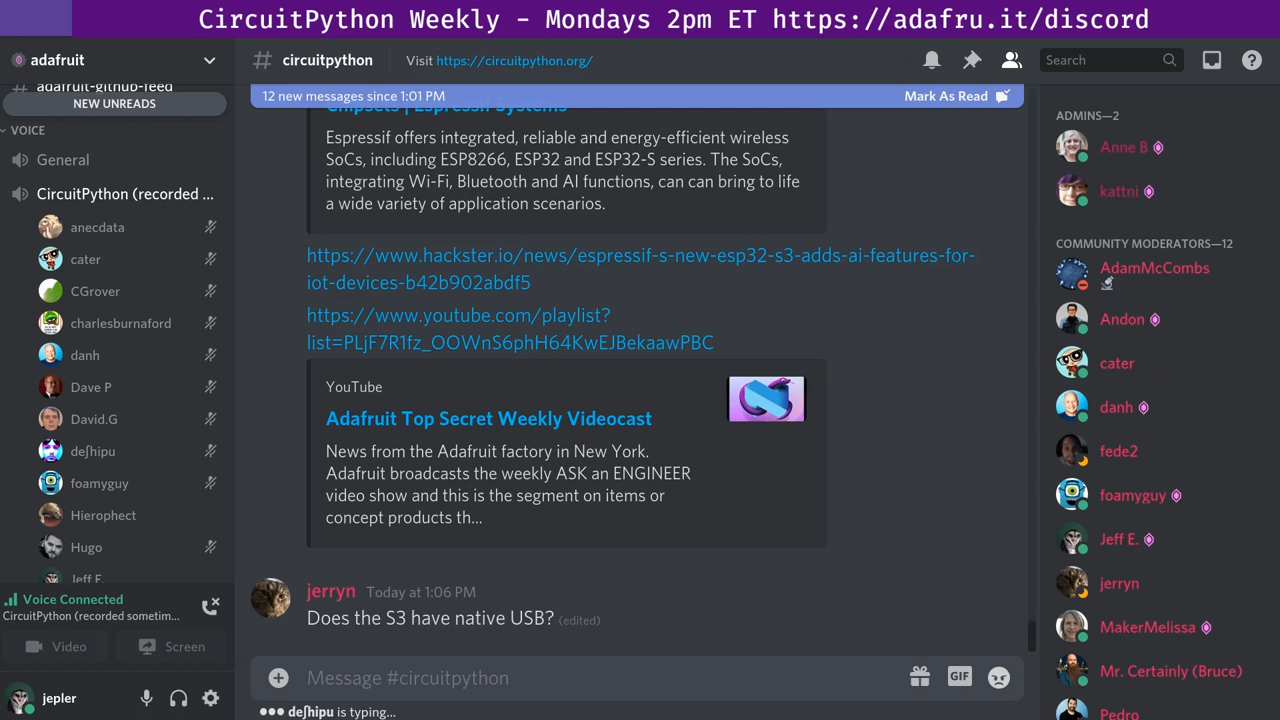 CircuitPython Weekly - Mondays 2pm ET https://adafru.it/discord
adafruit
# circuitpython
Visit https://circuitpython.org/
Search
adafruit-github-feed
NEW UNREADS
VOICE
General
CircuitPython (recorded ...
anecdata
cater
CGrover
charlesburnaford
danh
Dave P
David.G
deʃhipu
foamyguy
Hierophect
Hugo
Jeff E.
Voice Connected
CircuitPython (recorded sometim...
Video
Screen
jepler
12 new messages since 1:01 PM
Mark As Read
Chipsets | Espressif Systems
Espressif offers integrated, reliable and energy-efficient wireless
SoCs, including ESP8266, ESP32 and ESP32-S series. The SoCs,
integrating Wi-Fi, Bluetooth and AI functions, can can bring to life
a wide variety of application scenarios.
https://www.hackster.io/news/espressif-s-new-esp32-s3-adds-ai-features-for-
iot-devices-b42b902abdf5
https://www.youtube.com/playlist?
list=PLjF7R1fz_OOWnS6phH64KwEJBekaawPBC
YouTube
Adafruit Top Secret Weekly Videocast
News from the Adafruit factory in New York.
Adafruit broadcasts the weekly ASK an ENGINEER
video show and this is the segment on items or
concept products th...
jerryn Today at 1:06 PM
Does the S3 have native USB? (edited)
Message #circuitpython
GIF
deʃhipu is typing...
ADMINS—2
Anne B
kattni
COMMUNITY MODERATORS—12
AdamMcCombs
Andon
cater
danh
fede2
foamyguy
Jeff E.
jerryn
MakerMelissa
Mr. Certainly (Bruce)
Pedro